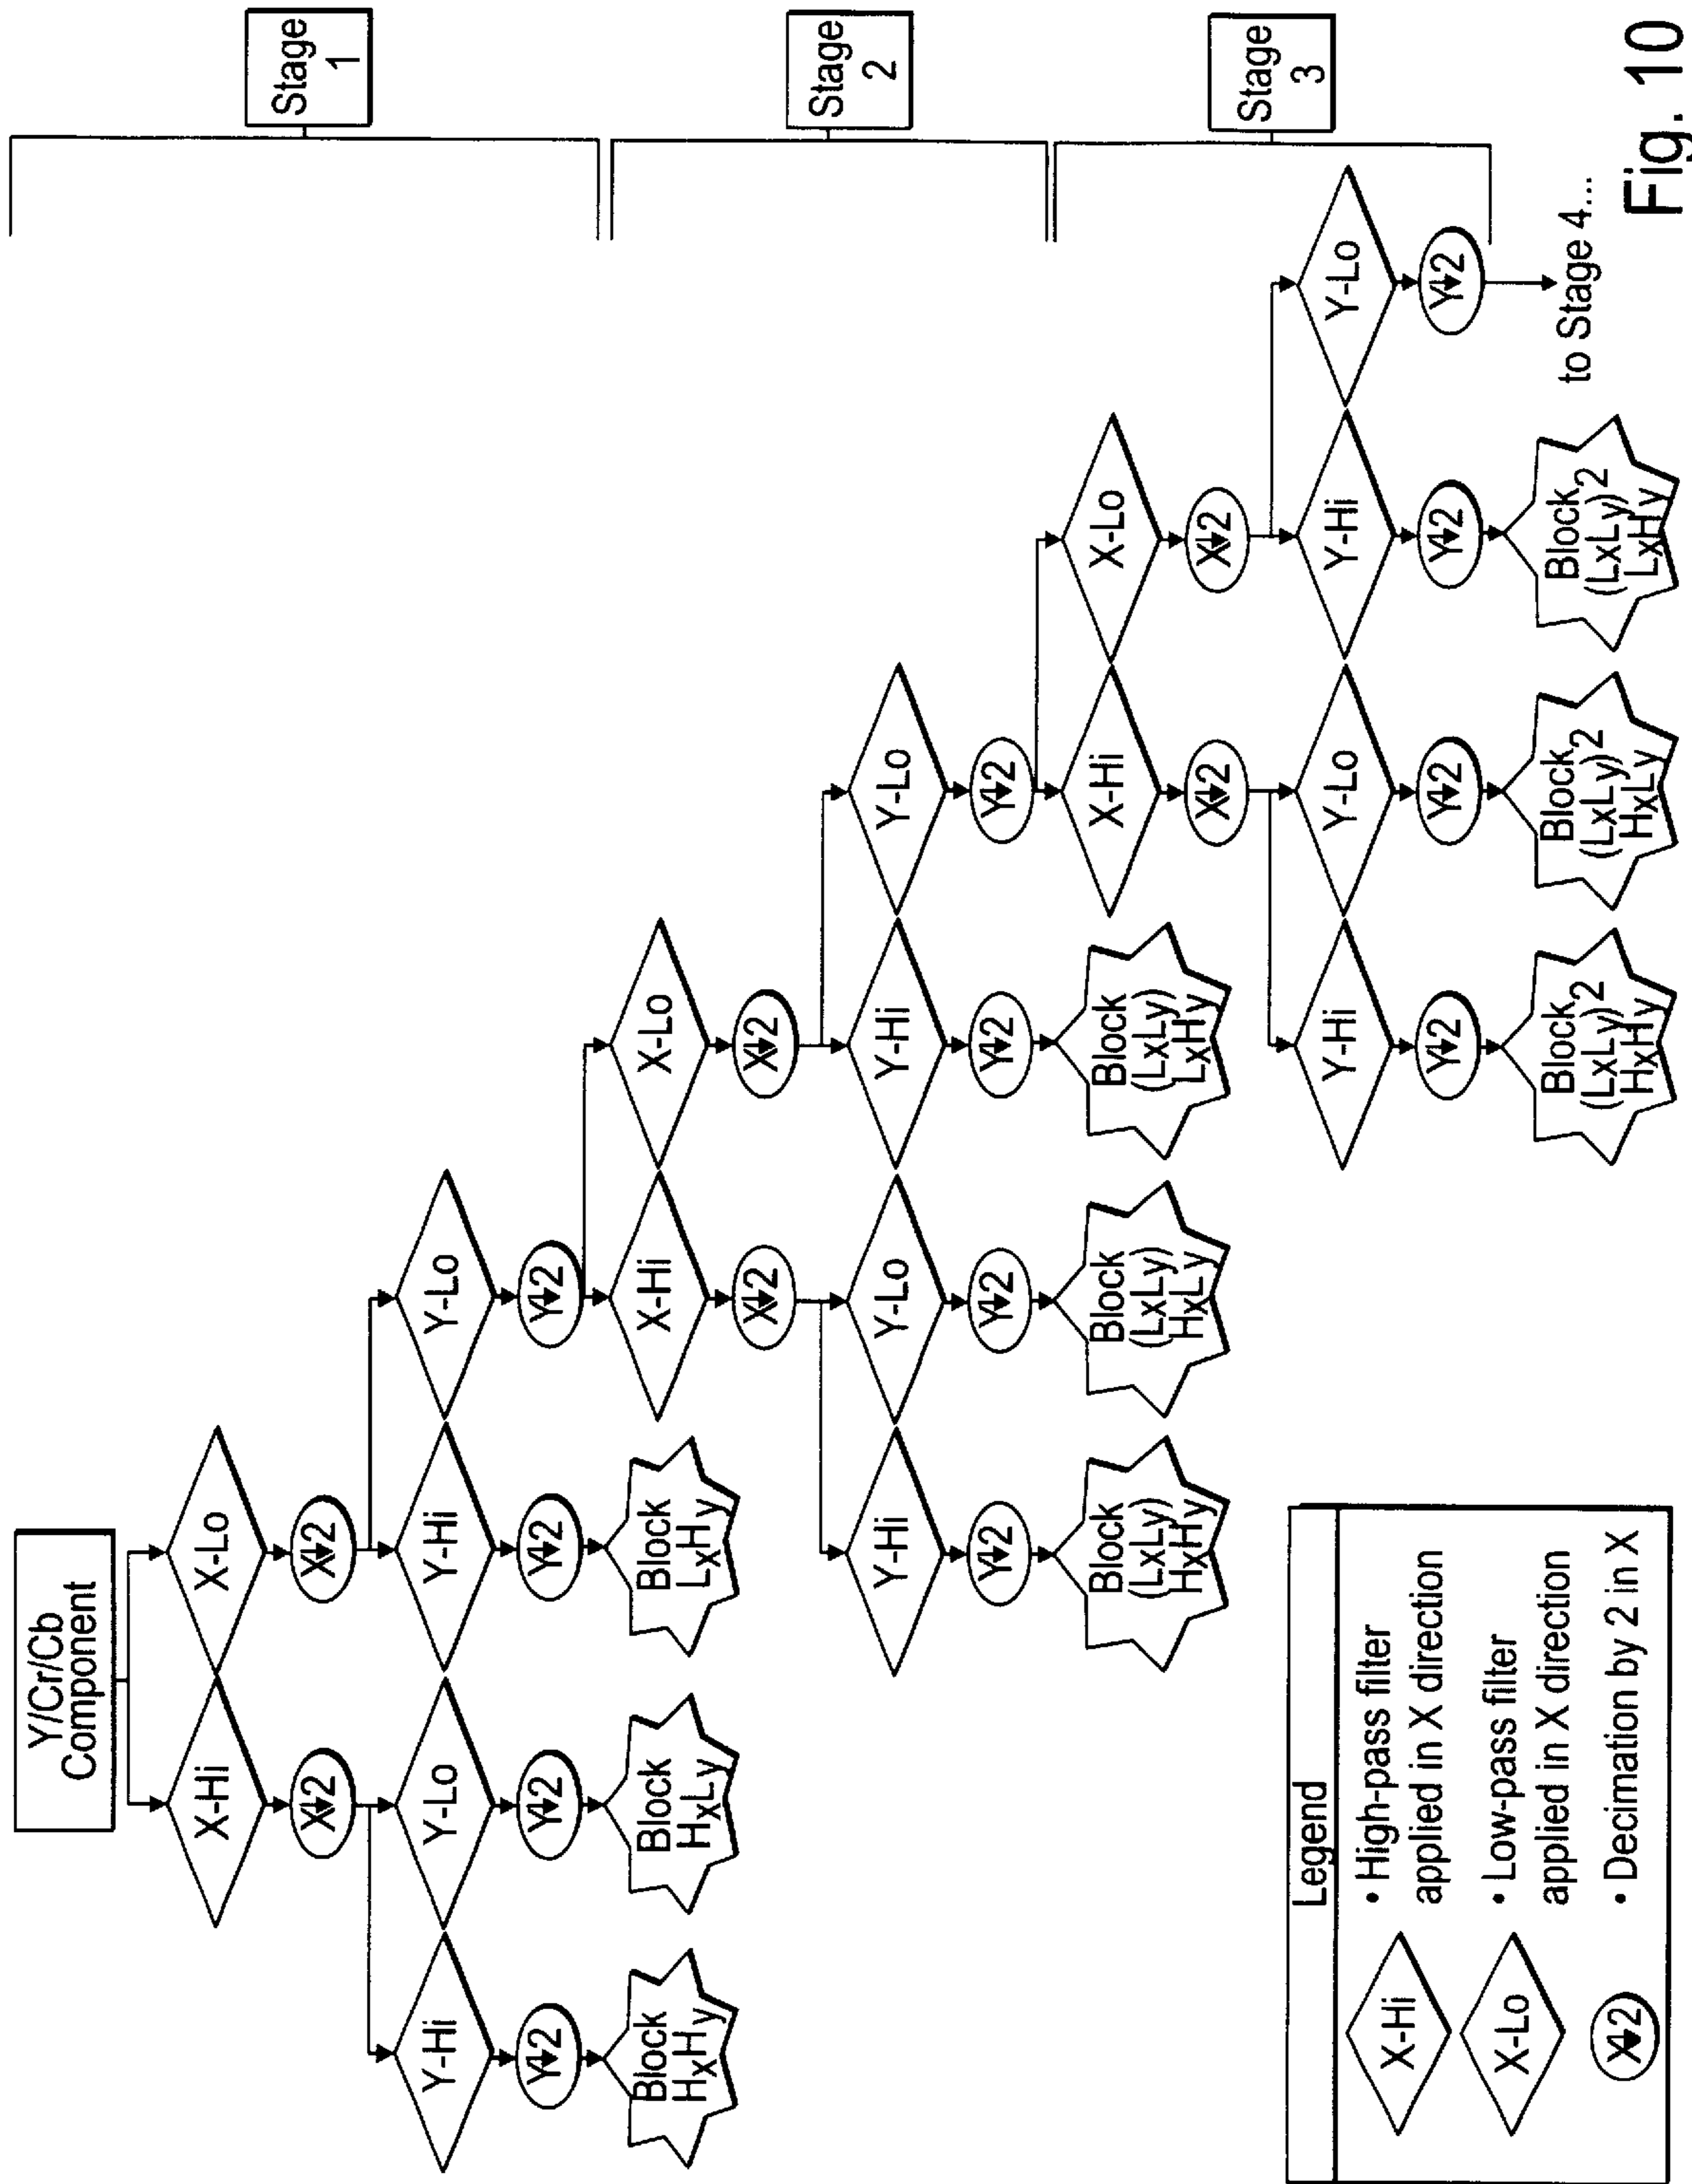 Y/Cr/Cb
Component
Stage
1
X-Hi
X-Lo
X↓2
X↓2
Y-Hi
Y-Lo
Y-Hi
Y-Lo
Y↓2
Y↓2
Y↓2
Y↓2
Block
HxHy
Block
HxLy
Block
LxHy
Stage
2
X-Hi
X-Lo
X↓2
X↓2
Y-Hi
Y-Lo
Y-Hi
Y-Lo
Y↓2
Y↓2
Y↓2
Y↓2
Block
(LxLy)
HxHy
Block
(LxLy)
HxLy
Block
(LxLy)
LxHy
Stage
3
X-Hi
X-Lo
X↓2
X↓2
Y-Hi
Y-Lo
Y-Hi
Y-Lo
Y↓2
Y↓2
Y↓2
Y↓2
Block
(LxLy)2
HxHy
Block
(LxLy)2
HxLy
Block
(LxLy)2
LxHy
to Stage 4...
Legend
X-Hi
• High-pass filter
applied in X direction
X-Lo
• Low-pass filter
applied in X direction
X↓2
• Decimation by 2 in X
Fig. 10